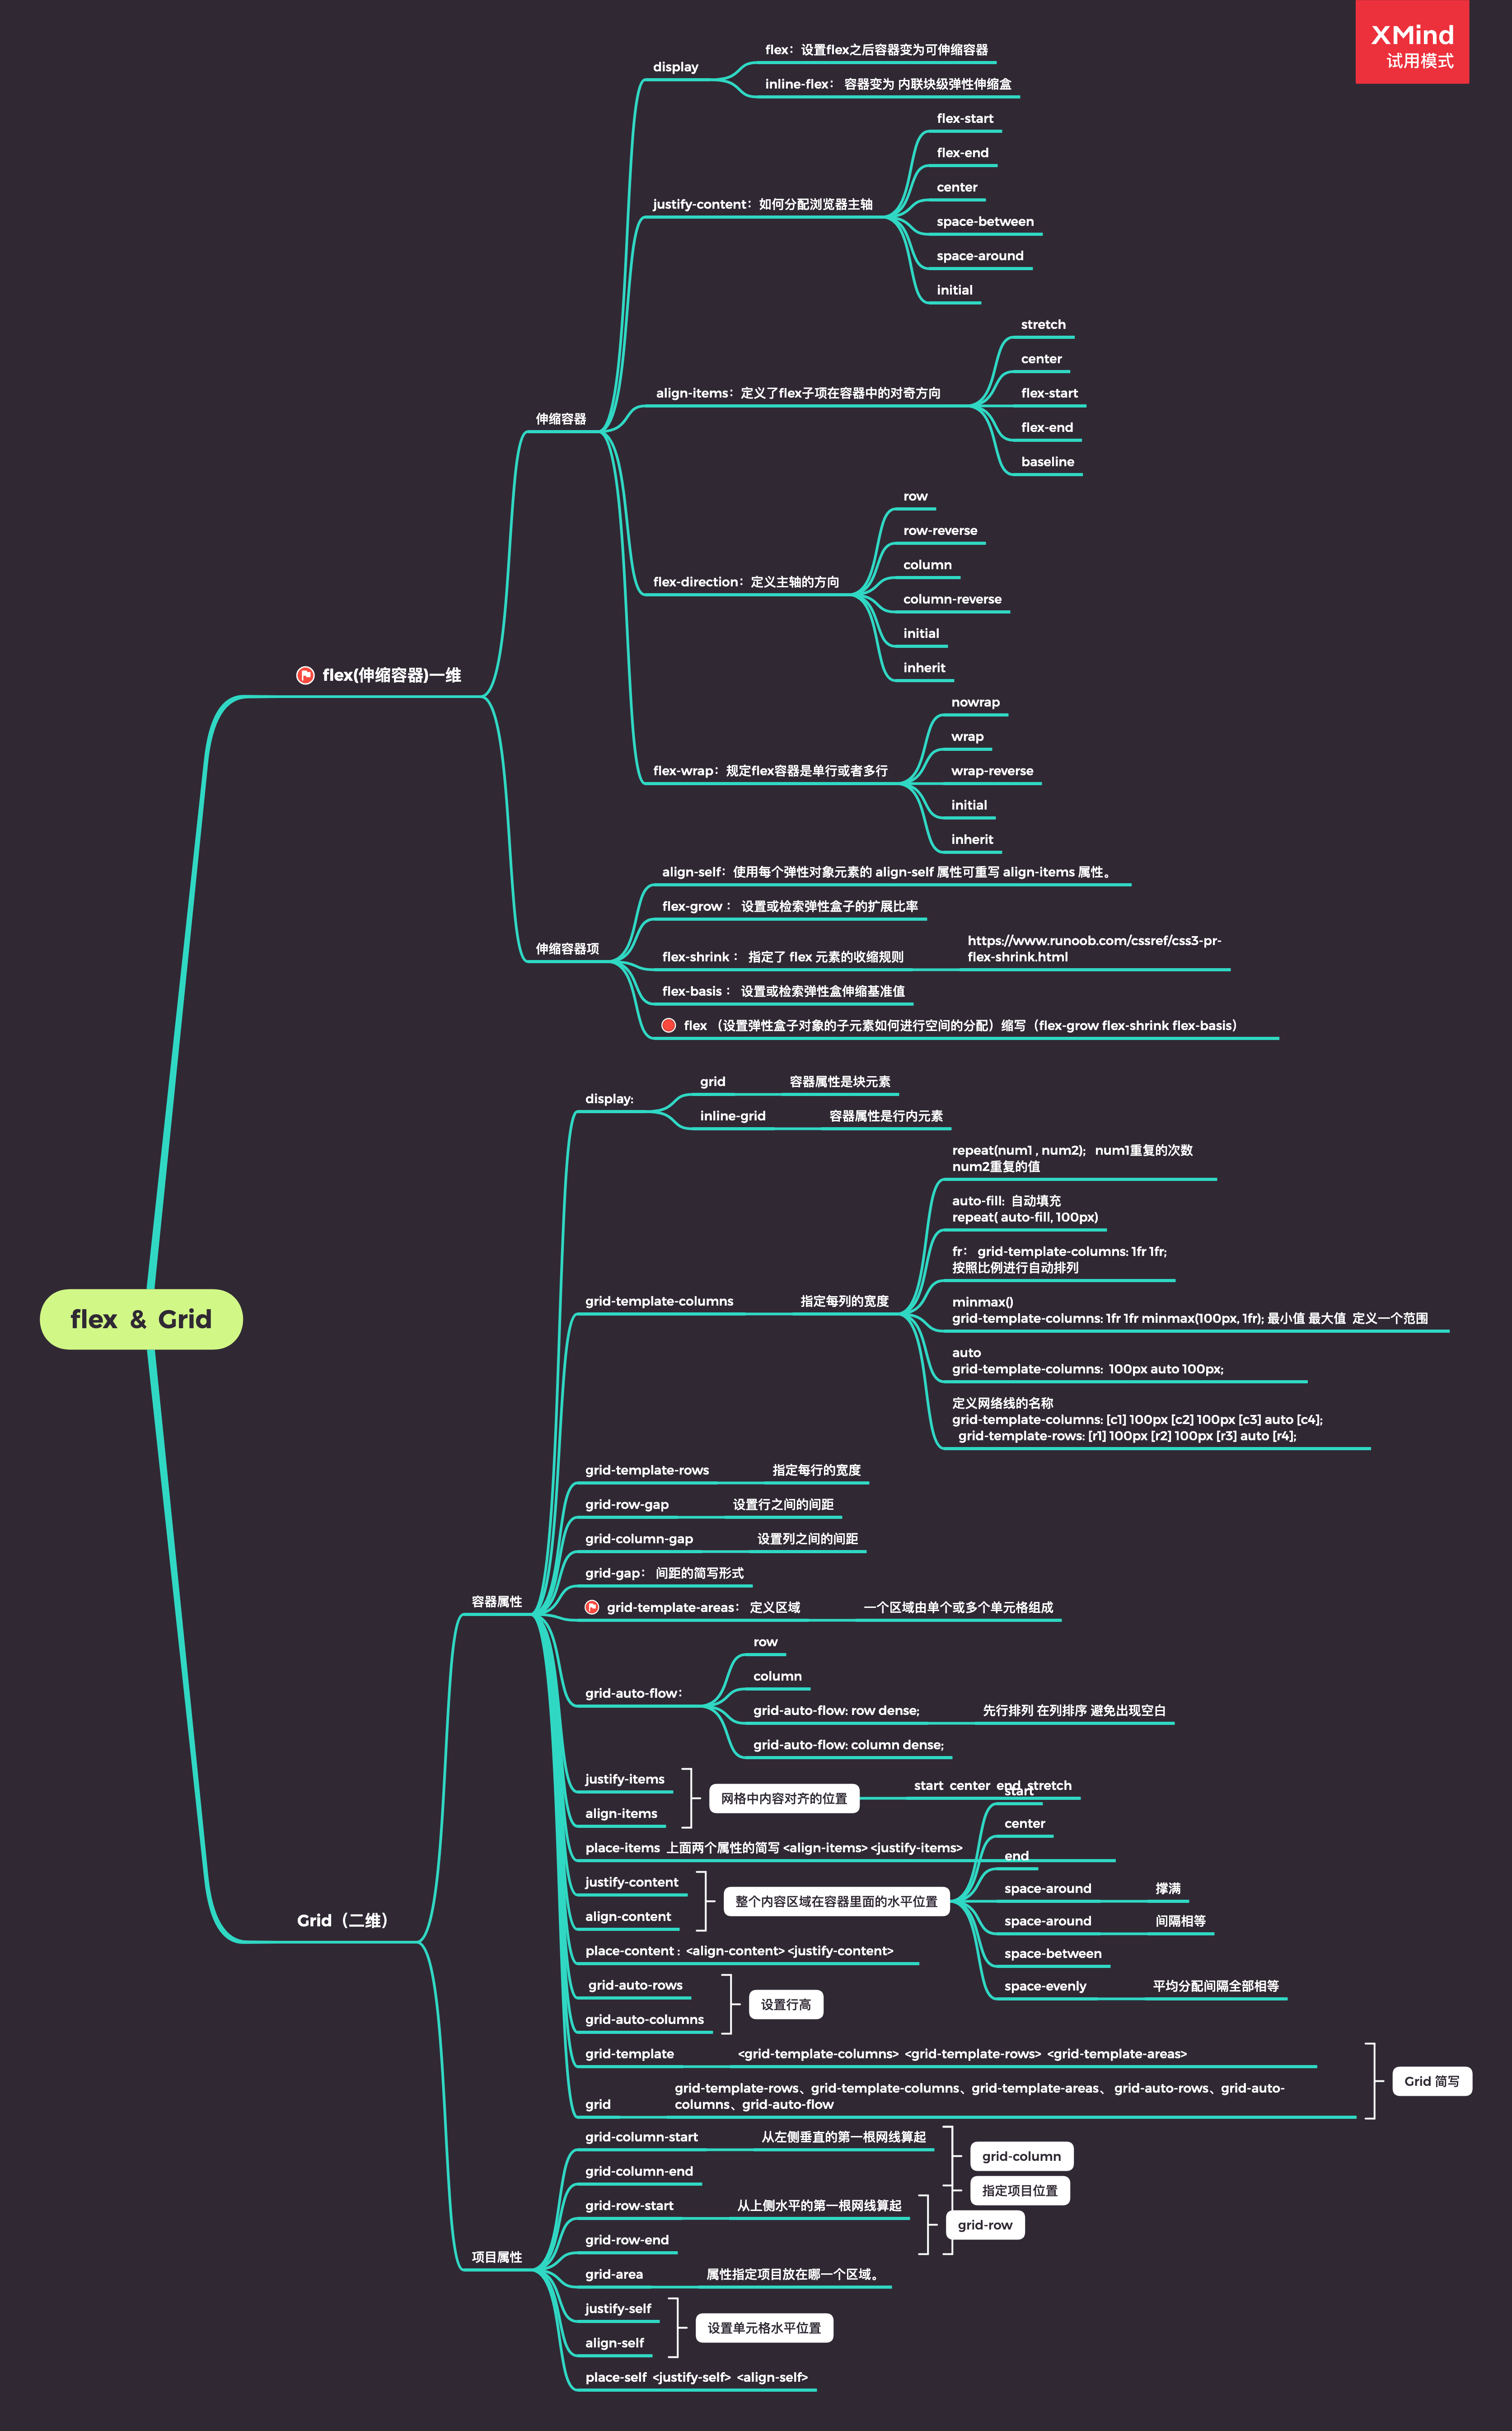 XMind
试用模式
display
flex：设置flex之后容器变为可伸缩容器
inline-flex： 容器变为 内联块级弹性伸缩盒
justify-content：如何分配浏览器主轴
flex-start
flex-end
center
space-between
space-around
initial
align-items：定义了flex子项在容器中的对奇方向
stretch
center
flex-start
flex-end
baseline
伸缩容器
flex-direction：定义主轴的方向
row
row-reverse
column
column-reverse
initial
inherit
flex(伸缩容器)一维
flex-wrap：规定flex容器是单行或者多行
nowrap
wrap
wrap-reverse
initial
inherit
伸缩容器项
align-self：使用每个弹性对象元素的 align-self 属性可重写 align-items 属性。
flex-grow： 设置或检索弹性盒子的扩展比率
flex-shrink： 指定了 flex 元素的收缩规则
https://www.runoob.com/cssref/css3-pr-
flex-shrink.html
flex-basis： 设置或检索弹性盒伸缩基准值
flex （设置弹性盒子对象的子元素如何进行空间的分配）缩写（flex-grow flex-shrink flex-basis）
flex & Grid
display:
grid
容器属性是块元素
inline-grid
容器属性是行内元素
grid-template-columns
指定每列的宽度
repeat(num1 , num2); num1重复的次数
num2重复的值
auto-fill: 自动填充
repeat( auto-fill, 100px)
fr： grid-template-columns: 1fr 1fr;
按照比例进行自动排列
minmax()
grid-template-columns: 1fr 1fr minmax(100px, 1fr); 最小值 最大值 定义一个范围
auto
grid-template-columns: 100px auto 100px;
定义网络线的名称
grid-template-columns: [c1] 100px [c2] 100px [c3] auto [c4];
grid-template-rows: [r1] 100px [r2] 100px [r3] auto [r4];
grid-template-rows
指定每行的宽度
grid-row-gap
设置行之间的间距
grid-column-gap
设置列之间的间距
grid-gap： 间距的简写形式
容器属性
grid-template-areas： 定义区域
一个区域由单个或多个单元格组成
grid-auto-flow：
row
column
grid-auto-flow: row dense;
先行排列 在列排序 避免出现空白
grid-auto-flow: column dense;
justify-items
align-items
网格中内容对齐的位置
start center end stretch
place-items 上面两个属性的简写 <align-items> <justify-items>
justify-content
align-content
整个内容区域在容器里面的水平位置
start
center
end
space-around
撑满
space-around
间隔相等
space-between
space-evenly
平均分配间隔全部相等
place-content : <align-content> <justify-content>
grid-auto-rows
grid-auto-columns
设置行高
Grid（二维）
grid-template
<grid-template-columns> <grid-template-rows> <grid-template-areas>
grid
grid-template-rows、grid-template-columns、grid-template-areas、 grid-auto-rows、grid-auto-
columns、grid-auto-flow
Grid 简写
项目属性
grid-column-start
从左侧垂直的第一根网线算起
grid-column-end
grid-column
指定项目位置
grid-row-start
从上侧水平的第一根网线算起
grid-row-end
grid-row
grid-area
属性指定项目放在哪一个区域。
justify-self
align-self
设置单元格水平位置
place-self <justify-self> <align-self>